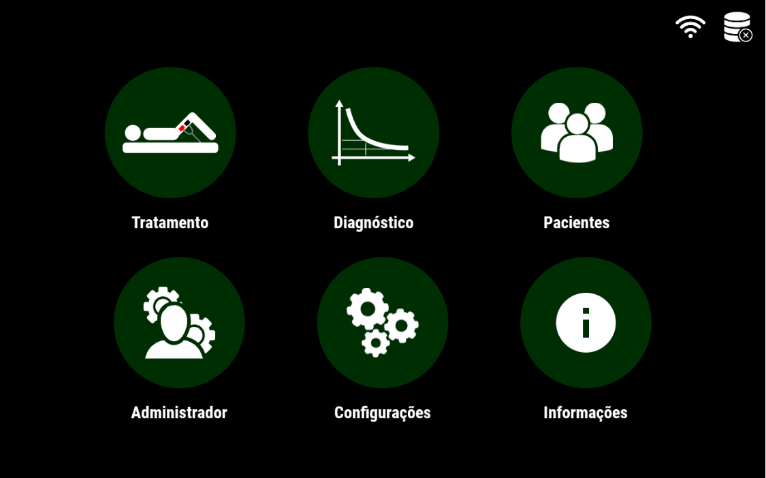 Tratamento
Diagnóstico
Pacientes
Administrador
Configurações
Informações